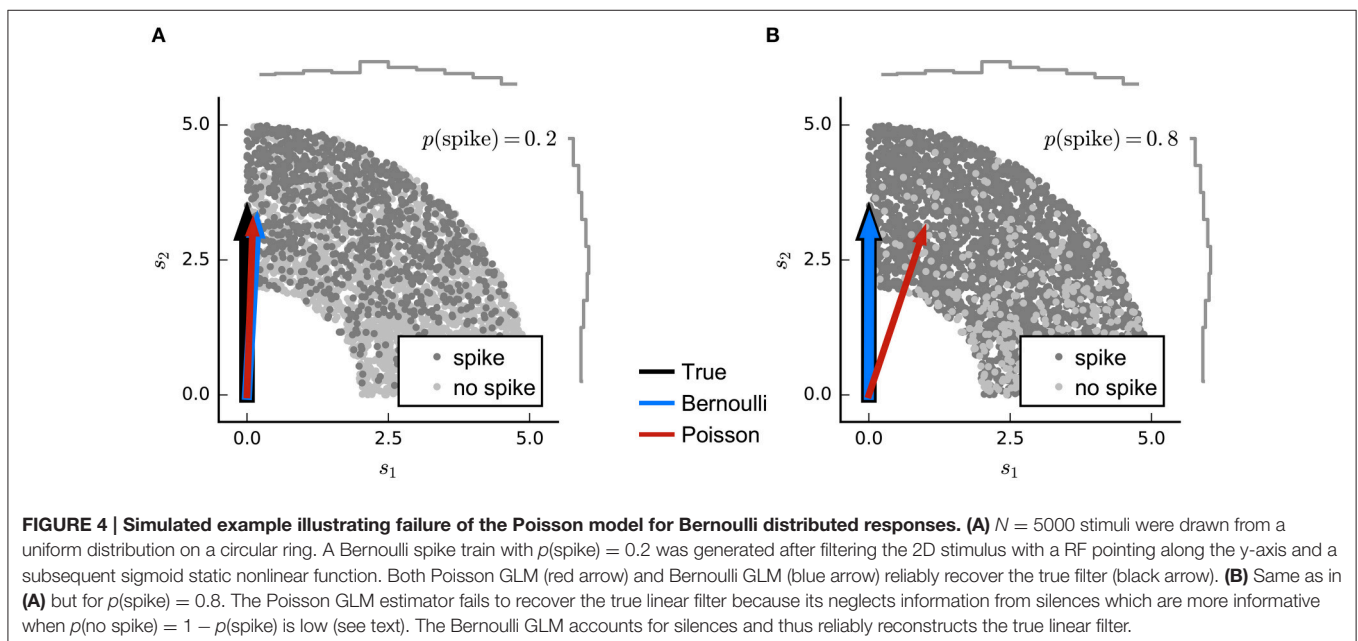 A
B
p(spike) = 0.2
p(spike) = 0.8
5.0
2.5
0.0
s₂
0.0
2.5
5.0
s₁
spike
no spike
True
Bernoulli
Poisson
5.0
2.5
0.0
s₂
0.0
2.5
5.0
s₁
spike
no spike
FIGURE 4 | Simulated example illustrating failure of the Poisson model for Bernoulli distributed responses. (A) N = 5000 stimuli were drawn from a
uniform distribution on a circular ring. A Bernoulli spike train with p(spike) = 0.2 was generated after filtering the 2D stimulus with a RF pointing along the y-axis and a
subsequent sigmoid static nonlinear function. Both Poisson GLM (red arrow) and Bernoulli GLM (blue arrow) reliably recover the true filter (black arrow). (B) Same as in
(A) but for p(spike) = 0.8. The Poisson GLM estimator fails to recover the true linear filter because its neglects information from silences which are more informative
when p(no spike) = 1 − p(spike) is low (see text). The Bernoulli GLM accounts for silences and thus reliably reconstructs the true linear filter.